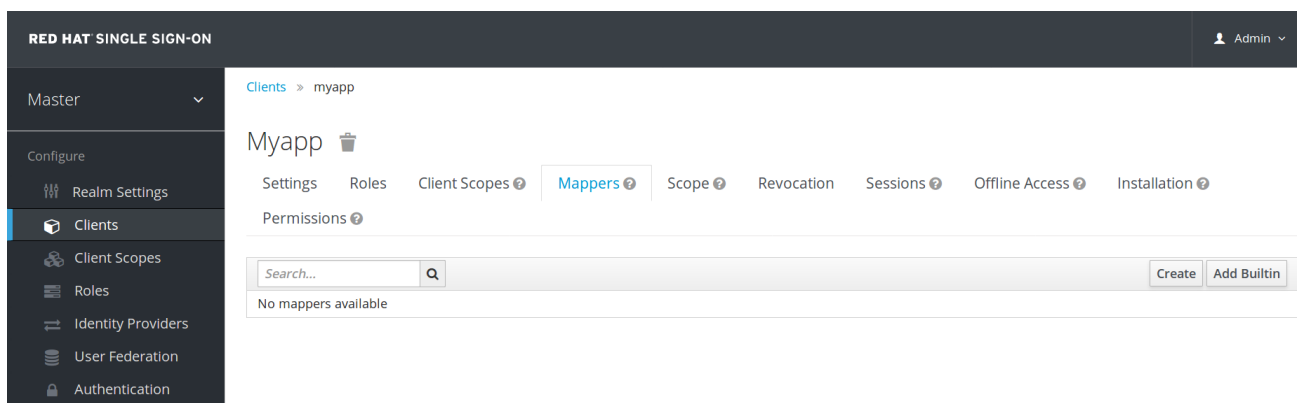 RED HAT SINGLE SIGN-ON
Admin
Master
Clients » myapp
Myapp
Configure
Settings Roles Client Scopes Mappers Scope Revocation Sessions Offline Access Installation
Realm Settings
Permissions
Clients
Client Scopes
Search... Create Add Builtin
Roles
No mappers available
Identity Providers
User Federation
Authentication